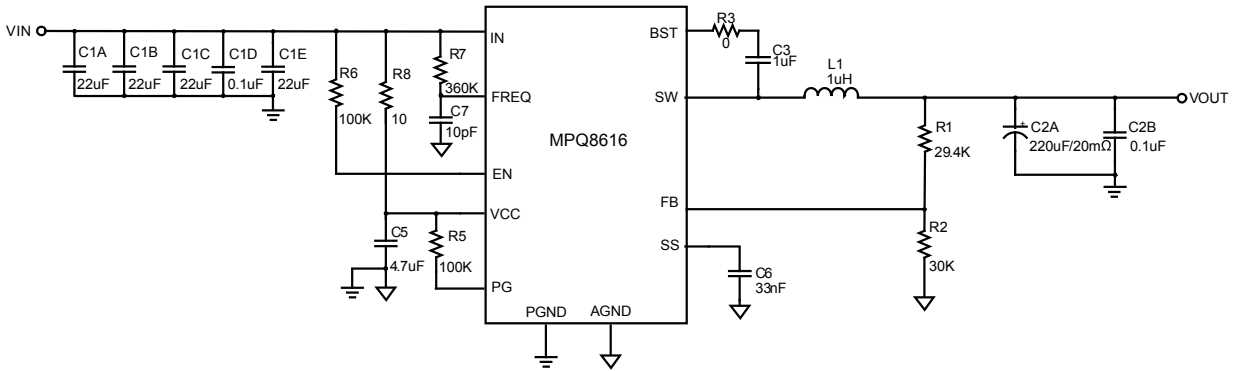 VIN
C1A
22uF
C1B
22uF
C1C
22uF
C1D
0.1uF
C1E
22uF
R6
100K
R8
10
R7
360K
C7
10pF
C5
4.7uF
R5
100K
IN
FREQ
EN
VCC
PG
MPQ8616
BST
SW
FB
SS
PGND
AGND
R3
0
C3
1uF
L1
1uH
R1
29.4K
R2
30K
C6
33nF
C2A
+
220uF/20mΩ
C2B
0.1uF
VOUT